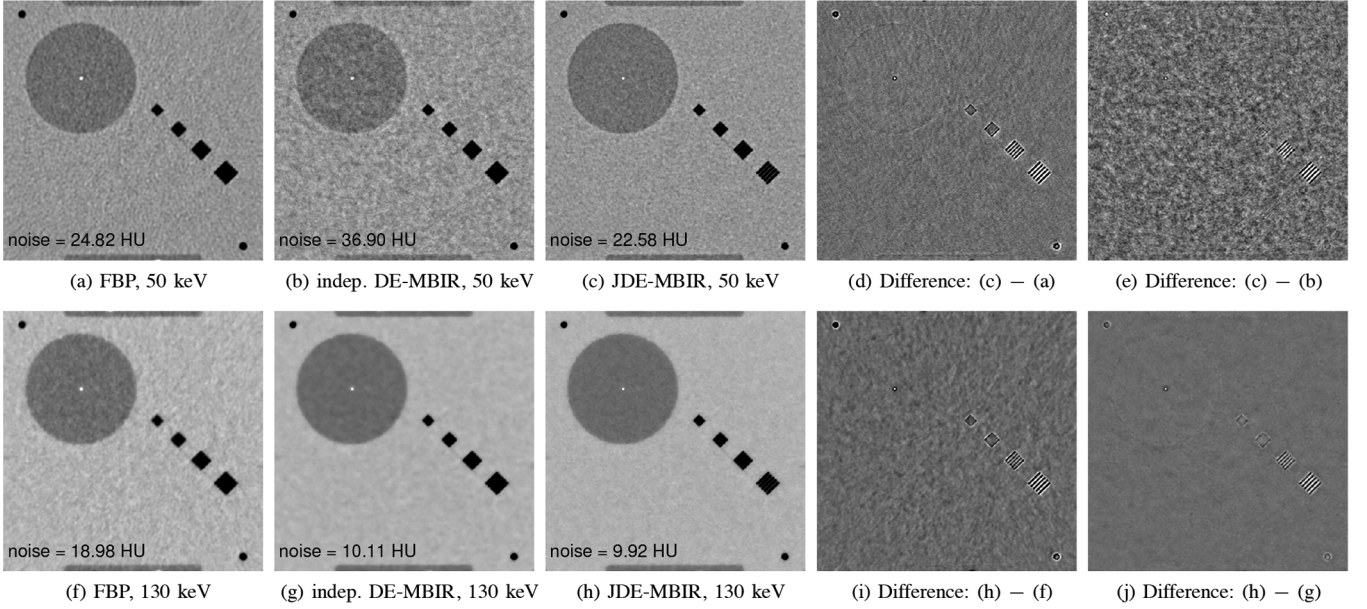 noise = 24.82 HU
noise = 36.90 HU
noise = 22.58 HU
(a) FBP, 50 keV
(b) indep. DE-MBIR, 50 keV
(c) JDE-MBIR, 50 keV
(d) Difference: (c) − (a)
(e) Difference: (c) − (b)
noise = 18.98 HU
noise = 10.11 HU
noise = 9.92 HU
(f) FBP, 130 keV
(g) indep. DE-MBIR, 130 keV
(h) JDE-MBIR, 130 keV
(i) Difference: (h) − (f)
(j) Difference: (h) − (g)